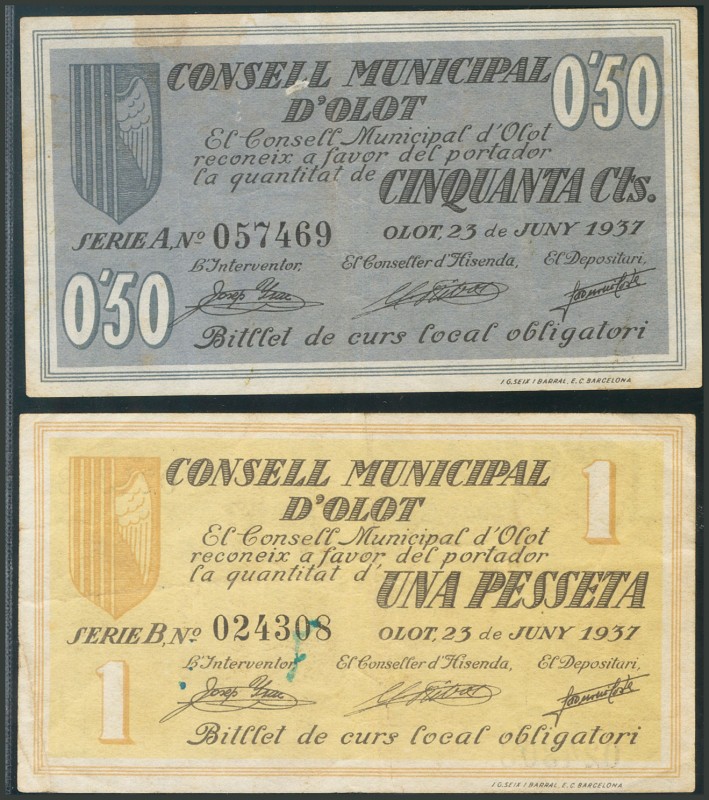 CONSELL MUNICIPAL
D'OLOT
0'50
El Consell Municipal d'Olot
reconeix a favor del portador
la quantitat de CINQUANTA Cts.
SERIE A, Nº 057469
OLOT, 23 de JUNY 1937
L'Interventor, El Conseller d'Hisenda, El Depositari,
0'50
Bitllet de curs local obligatori
I.G. SEIX I BARRAL, E.C. BARCELONA
CONSELL MUNICIPAL
D'OLOT
1
El Consell Municipal d'Olot
reconeix a favor del portador
la quantitat d' UNA PESSETA
SERIE B, Nº 024308
OLOT, 23 de JUNY 1937
L'Interventor, El Conseller d'Hisenda, El Depositari,
1
Bitllet de curs local obligatori
I.G. SEIX I BARRAL, E.C. BARCELONA